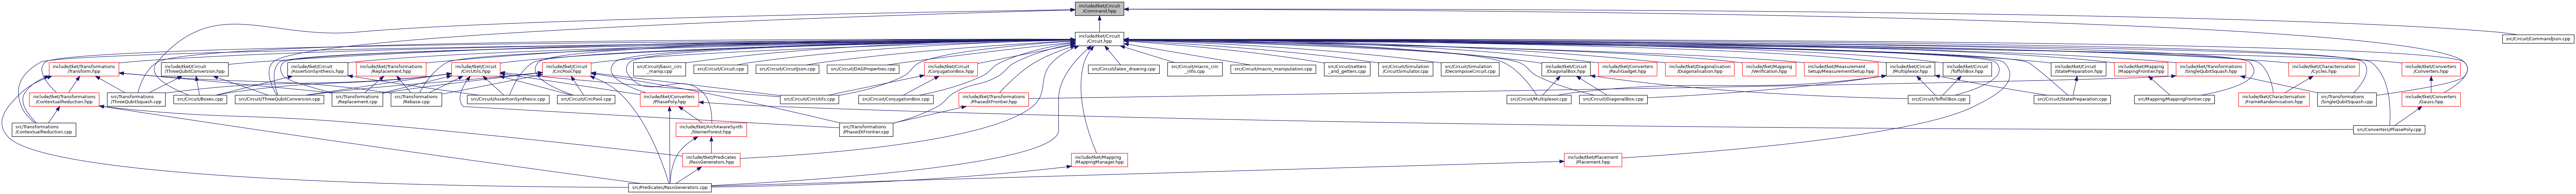 include/tket/Circuit
/Command.hpp
include/tket/Circuit
/Circuit.hpp
src/Circuit/CommandJson.cpp
include/tket/Transformations
/Transform.hpp
include/tket/Circuit
/ThreeQubitConversion.hpp
include/tket/Circuit
/AssertionSynthesis.hpp
include/tket/Transformations
/Replacement.hpp
include/tket/Circuit
/CircUtils.hpp
include/tket/Circuit
/CircPool.hpp
src/Circuit/basic_circ
_manip.cpp
src/Circuit/Circuit.cpp
src/Circuit/CircuitJson.cpp
src/Circuit/DAGProperties.cpp
include/tket/Circuit
/ConjugationBox.hpp
src/Circuit/latex_drawing.cpp
src/Circuit/macro_circ
_info.cpp
src/Circuit/macro_manipulation.cpp
src/Circuit/setters
_and_getters.cpp
src/Circuit/Simulation
/CircuitSimulator.cpp
src/Circuit/Simulation
/DecomposeCircuit.cpp
include/tket/Circuit
/DiagonalBox.hpp
include/tket/Converters
/PauliGadget.hpp
include/tket/Diagonalisation
/Diagonalisation.hpp
include/tket/Mapping
/Verification.hpp
include/tket/Measurement
Setup/MeasurementSetup.hpp
include/tket/Circuit
/Multiplexor.hpp
include/tket/Circuit
/ToffoliBox.hpp
include/tket/Circuit
/StatePreparation.hpp
include/tket/Mapping
/MappingFrontier.hpp
include/tket/Transformations
/SingleQubitSquash.hpp
include/tket/Characterisation
/Cycles.hpp
include/tket/Converters
/Converters.hpp
include/tket/Transformations
/ContextualReduction.hpp
src/Transformations
/ThreeQubitSquash.cpp
src/Circuit/Boxes.cpp
src/Circuit/ThreeQubitConversion.cpp
src/Transformations
/Replacement.cpp
src/Transformations
/Rebase.cpp
src/Circuit/AssertionSynthesis.cpp
src/Circuit/CircPool.cpp
include/tket/Converters
/PhasePoly.hpp
src/Circuit/CircUtils.cpp
src/Circuit/ConjugationBox.cpp
include/tket/Transformations
/PhasedXFrontier.hpp
src/Circuit/Multiplexor.cpp
src/Circuit/DiagonalBox.cpp
src/Circuit/ToffoliBox.cpp
src/Circuit/StatePreparation.cpp
src/Mapping/MappingFrontier.cpp
include/tket/Characterisation
/FrameRandomisation.hpp
src/Transformations
/SingleQubitSquash.cpp
include/tket/Converters
/Gauss.hpp
src/Transformations
/ContextualReduction.cpp
include/tket/ArchAwareSynth
/SteinerForest.hpp
src/Transformations
/PhasedXFrontier.cpp
src/Converters/PhasePoly.cpp
include/tket/Predicates
/PassGenerators.hpp
include/tket/Mapping
/MappingManager.hpp
include/tket/Placement
/Placement.hpp
src/Predicates/PassGenerators.cpp